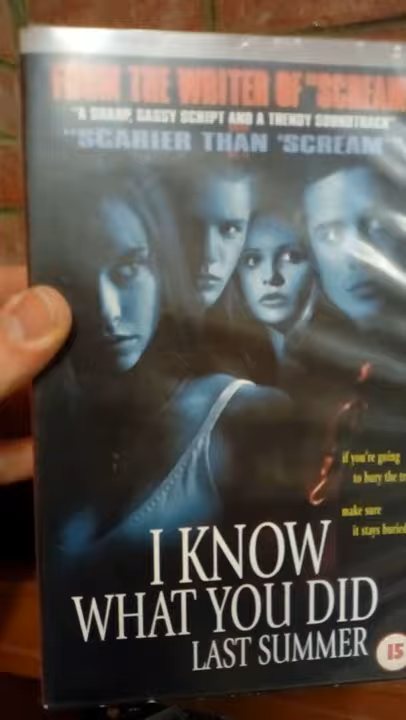 FROM THE WRITER OF "SCREAM
"A SHARP, SASSY SCRIPT AND A TRENDY SOUNDTRACK"
"SCARIER THAN 'SCREAM'"
if you're going
to bury the tr
make sure
it stays buried
I KNOW
WHAT YOU DID
LAST SUMMER
15